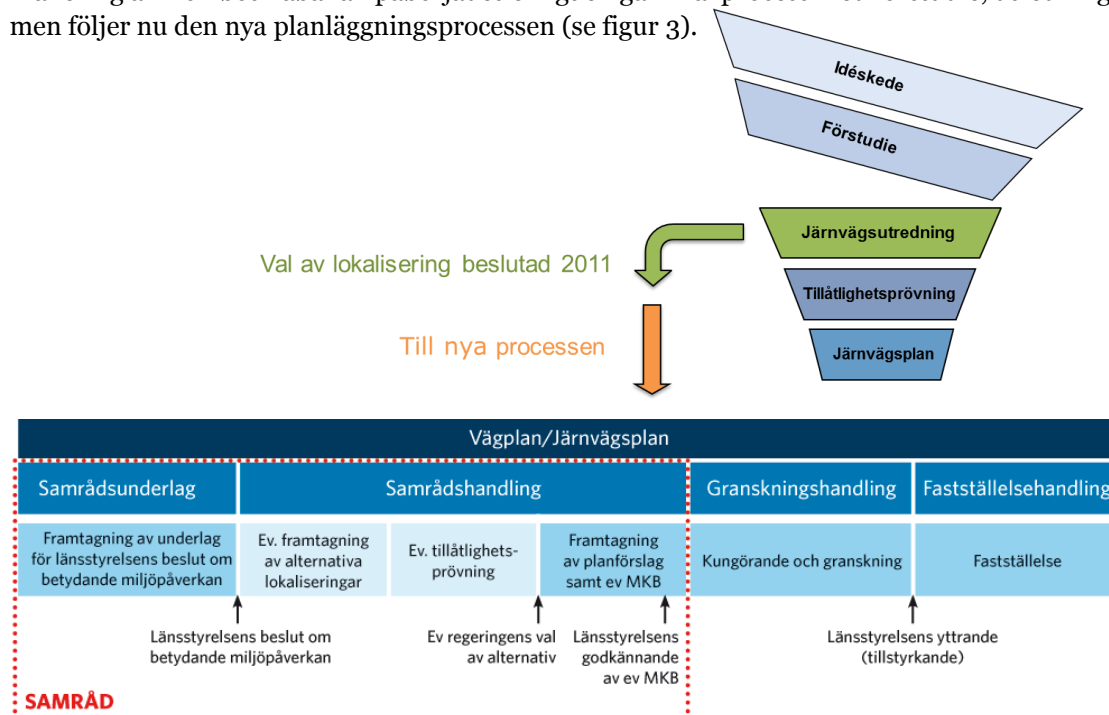 men följer nu den nya planläggningsprocessen (se figur 3).
Idéskede
Förstudie
Järnvägsutredning
Val av lokalisering beslutad 2011
Tillåtlighetsprövning
Till nya processen
Järnvägsplan
Vägplan/Järnvägsplan
Samrådsunderlag
Samrådshandling
Granskningshandling
Fastställelsehandling
Framtagning av underlag
för länsstyrelsens beslut om
betydande miljöpåverkan
Ev. framtagning
av alternativa
lokaliseringar
Ev. tillåtlighets-
prövning
Framtagning
av planförslag
samt ev MKB
Kungörande och granskning
Fastställelse
Länsstyrelsens beslut om
betydande miljöpåverkan
Ev regeringens val
av alternativ
Länsstyrelsens
godkännande
av ev MKB
Länsstyrelsens yttrande
(tillstyrkande)
SAMRÅD